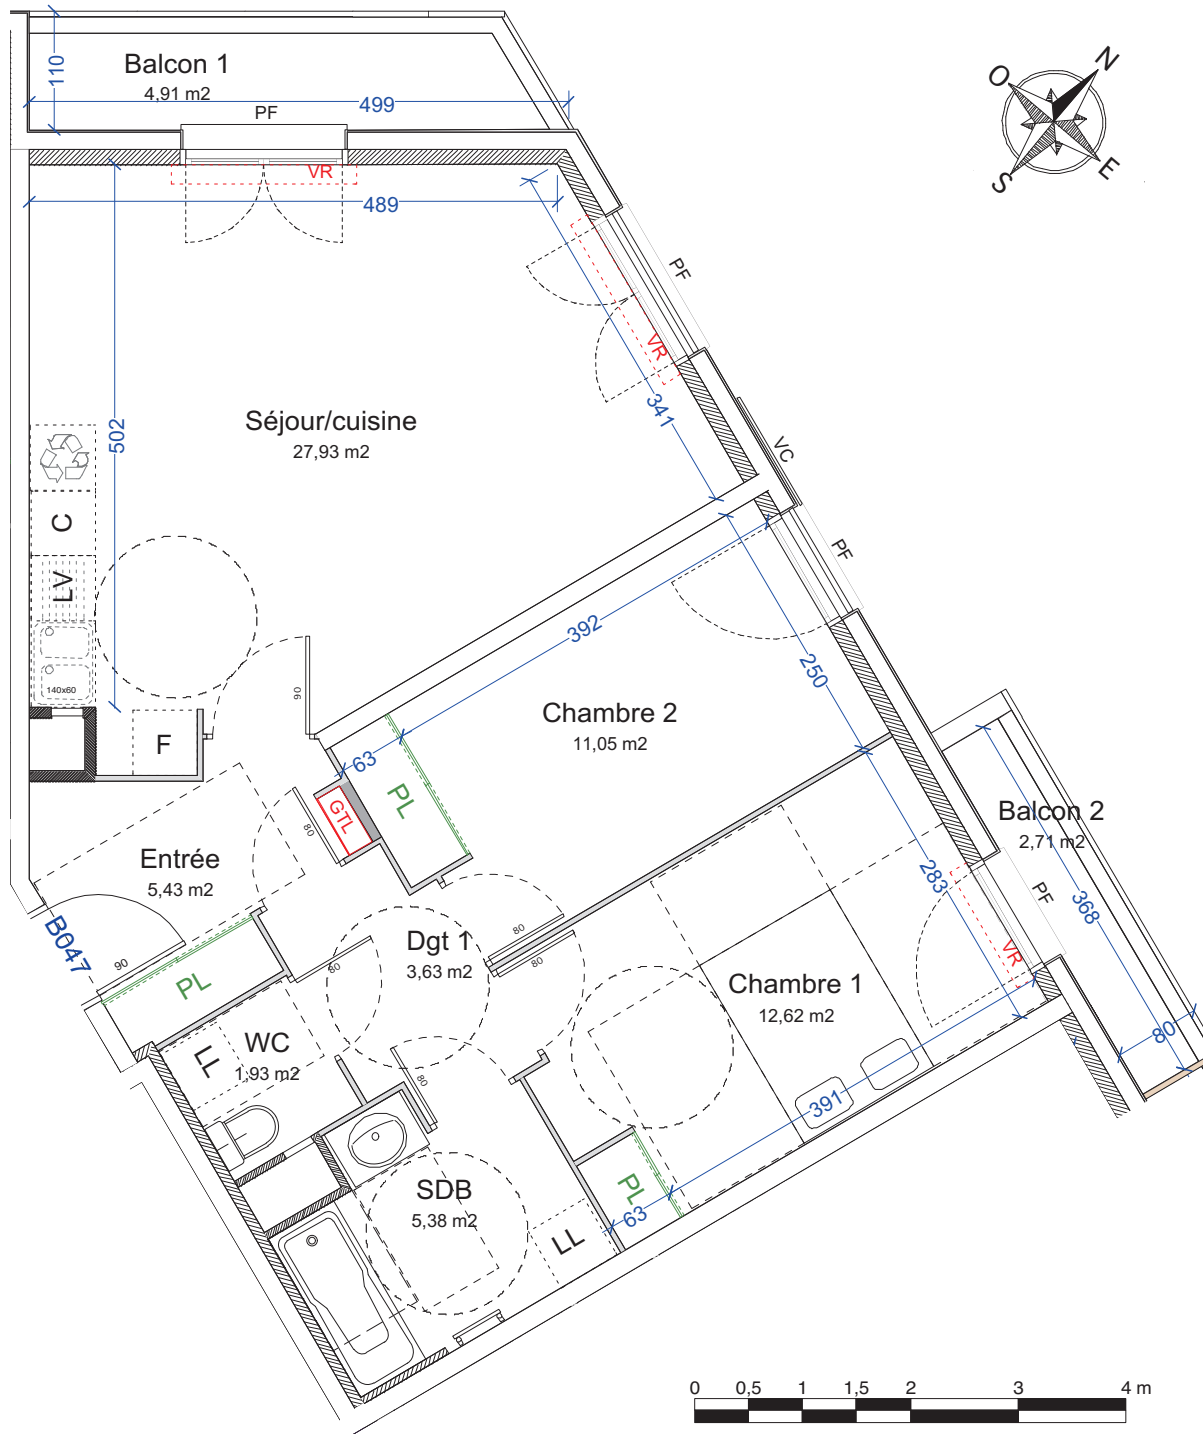 Balcon 1
4,91 m2
110
499
PF
N
O
E
S
VR
489
PF
VR
341
502
Séjour/cuisine
27,93 m2
VC
C
LV
140x60
PF
392
250
90
F
Chambre 2
11,05 m2
63
PL
GTL
80
Balcon 2
2,71 m2
Entrée
5,43 m2
283
PF
368
B047
90
PL
Dgt 1
3,63 m2
80
80
80
VR
Chambre 1
12,62 m2
80
WC
1,93 m2
LL
80
391
SDB
5,38 m2
PL
63
LL
0 0,5 1 1,5 2 3 4 m